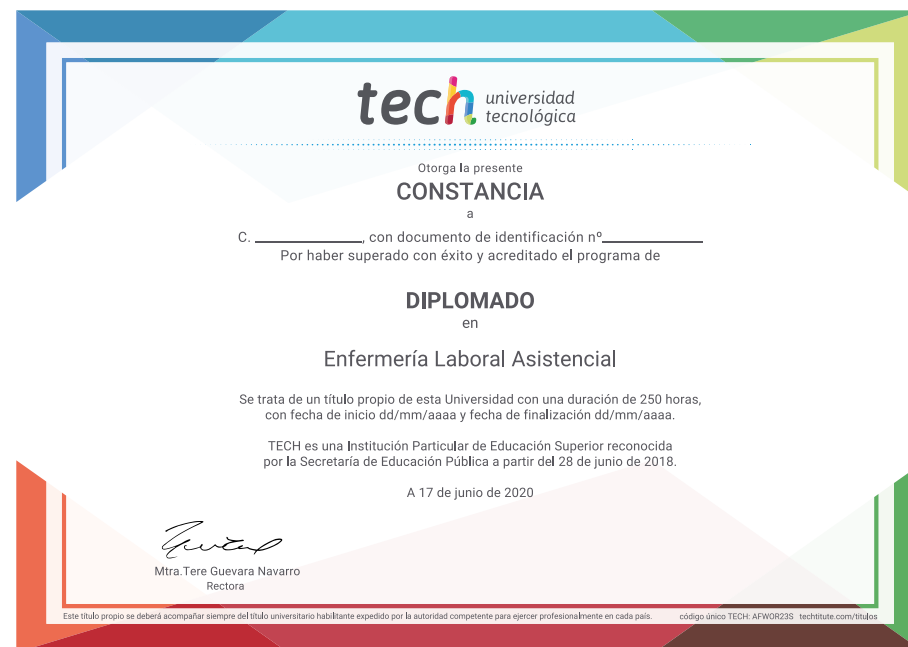 tech universidad
tecnológica
Otorga la presente
CONSTANCIA
a
C. ____________, con documento de identificación nº____________
Por haber superado con éxito y acreditado el programa de
DIPLOMADO
en
Enfermería Laboral Asistencial
Se trata de un título propio de esta Universidad con una duración de 250 horas,
con fecha de inicio dd/mm/aaaa y fecha de finalización dd/mm/aaaa.
TECH es una Institución Particular de Educación Superior reconocida
por la Secretaría de Educación Pública a partir del 28 de junio de 2018.
A 17 de junio de 2020
Mtra.Tere Guevara Navarro
Rectora
Este título propio se deberá acompañar siempre del título universitario habilitante expedido por la autoridad competente para ejercer profesionalmente en cada país. código único TECH: AFWOR23S techtitute.com/titulos